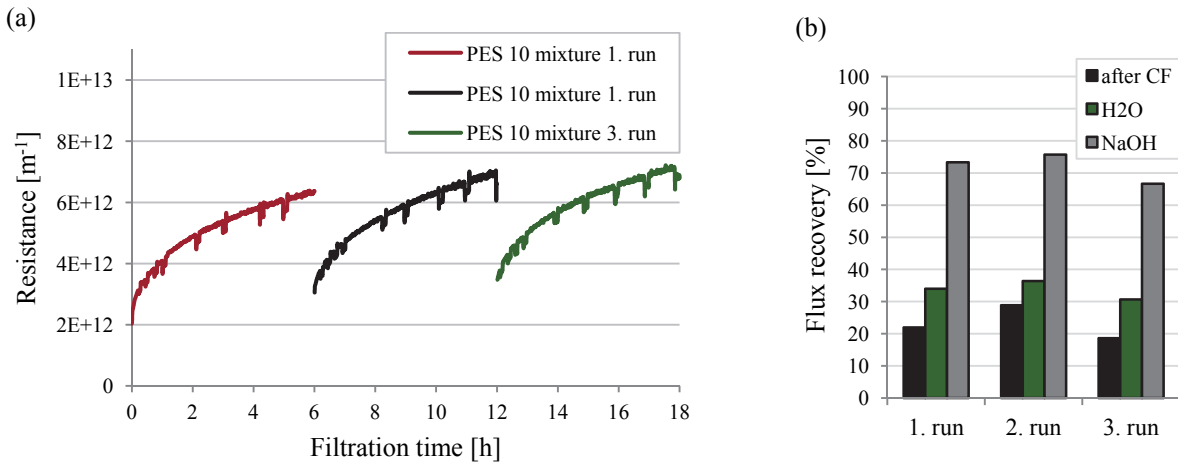 (a)
PES 10 mixture 1. run
PES 10 mixture 1. run
PES 10 mixture 3. run
1E+13
8E+12
6E+12
4E+12
2E+12
0
Resistance [m⁻¹]
0 2 4 6 8 10 12 14 16 18
Filtration time [h]
(b)
after CF
H2O
NaOH
100
90
80
70
60
50
40
30
20
10
0
Flux recovery [%]
1. run 2. run 3. run